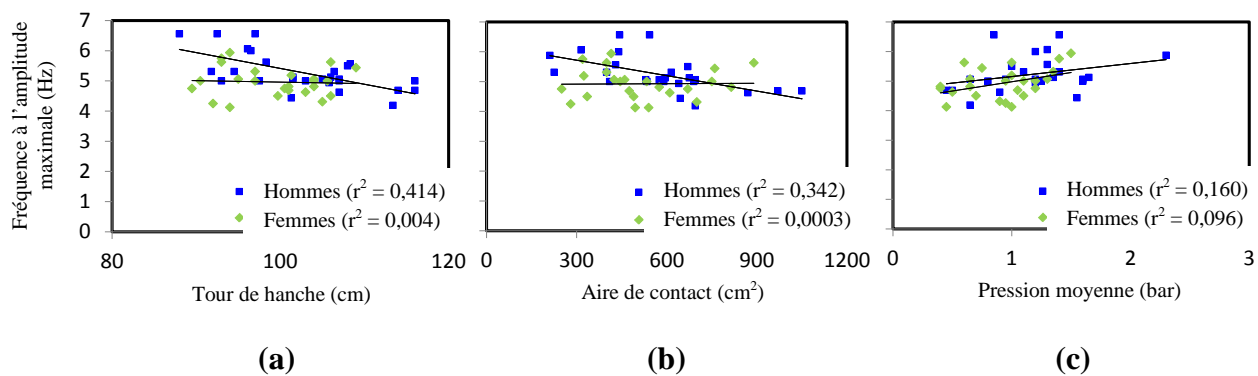 Fréquence à l'amplitude
maximale (Hz)
7
6
5
4
3
2
1
0
Hommes (r² = 0,414)
Femmes (r² = 0,004)
80
100
120
Tour de hanche (cm)
(a)
Hommes (r² = 0,342)
Femmes (r² = 0,0003)
0
300
600
900
1200
Aire de contact (cm²)
(b)
Hommes (r² = 0,160)
Femmes (r² = 0,096)
0
1
2
3
Pression moyenne (bar)
(c)